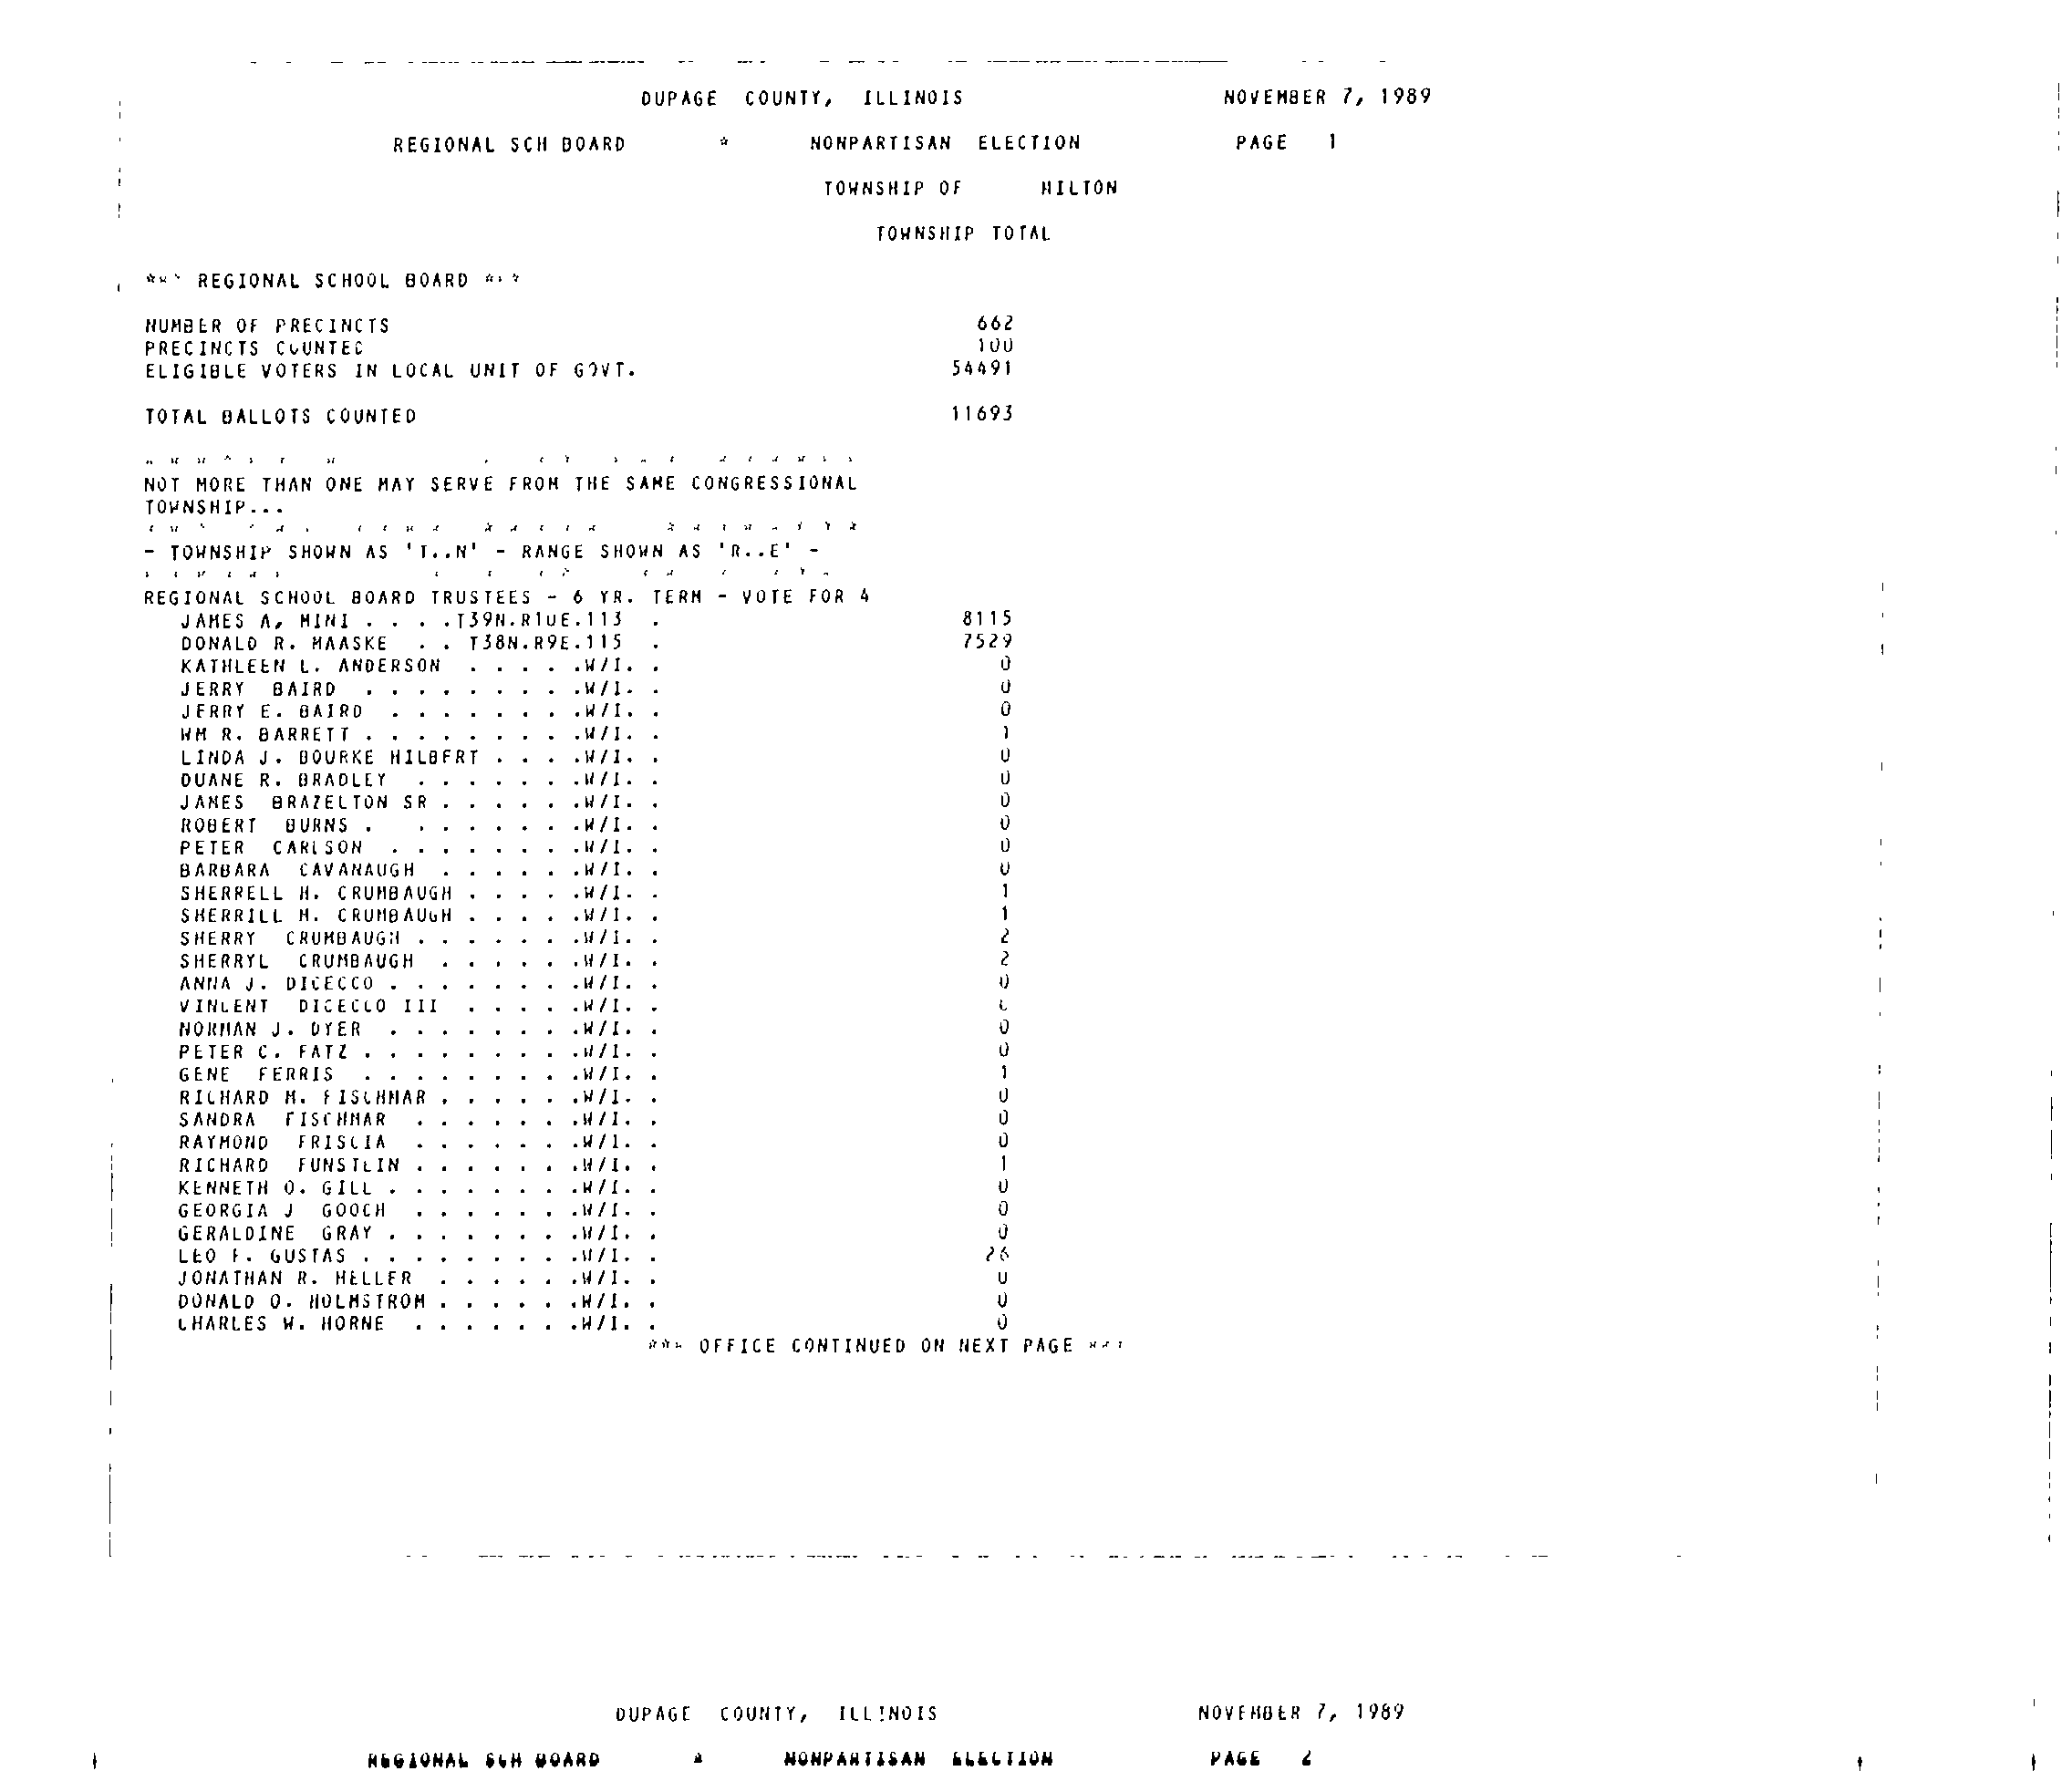 DUPAGE COUNTY, ILLINOIS NOVEMBER 7, 1989
REGIONAL SCH BOARD * NONPARTISAN ELECTION PAGE 1
TOWNSHIP OF MILTON
TOWNSHIP TOTAL
*** REGIONAL SCHOOL BOARD ***
NUMBER OF PRECINCTS 662
PRECINCTS COUNTED 100
ELIGIBLE VOTERS IN LOCAL UNIT OF GOVT. 54491
TOTAL BALLOTS COUNTED 11693
NOT MORE THAN ONE MAY SERVE FROM THE SAME CONGRESSIONAL
TOWNSHIP...
- TOWNSHIP SHOWN AS 'T..N' - RANGE SHOWN AS 'R..E' -
REGIONAL SCHOOL BOARD TRUSTEES - 6 YR. TERM - VOTE FOR 4
JAMES A. MINI . . . .T39N.R10E.113 . 8115
DONALD R. MAASKE . . T38N.R9E.115 . 7529
KATHLEEN L. ANDERSON . . . . .W/I. . 0
JERRY BAIRD . . . . . . . . .W/I. . 0
JERRY E. BAIRD . . . . . . . .W/I. . 0
WM R. BARRETT . . . . . . . . .W/I. . 1
LINDA J. BOURKE HILBERT . . . .W/I. . 0
DUANE R. BRADLEY . . . . . . .W/I. . 0
JAMES BRAZELTON SR . . . . . .W/I. . 0
ROBERT BURNS . . . . . . . .W/I. . 0
PETER CARLSON . . . . . . . .W/I. . 0
BARBARA CAVANAUGH . . . . . .W/I. . 0
SHERRELL H. CRUMBAUGH . . . . .W/I. . 1
SHERRILL M. CRUMBAUGH . . . . .W/I. . 1
SHERRY CRUMBAUGH . . . . . . .W/I. . 2
SHERRYL CRUMBAUGH . . . . . .W/I. . 2
ANNA J. DICECCO . . . . . . . .W/I. . 0
VINCENT DICECCO III . . . . .W/I. .
NORMAN J. DYER . . . . . . . .W/I. . 0
PETER C. FATZ . . . . . . . . .W/I. . 0
GENE FERRIS . . . . . . . . .W/I. . 1
RICHARD M. FISCHMAR . . . . . .W/I. . 0
SANDRA FISCHMAR . . . . . . .W/I. . 0
RAYMOND FRISCIA . . . . . . .W/I. . 0
RICHARD FUNSTEIN . . . . . . .W/I. . 1
KENNETH O. GILL . . . . . . . .W/I. . 0
GEORGIA J GOOCH . . . . . . .W/I. . 0
GERALDINE GRAY . . . . . . . .W/I. . 0
LEO F. GUSTAS . . . . . . . . .W/I. . 26
JONATHAN R. HELLER . . . . . .W/I. . 0
DONALD O. HOLMSTROM . . . . . .W/I. . 0
CHARLES W. HORNE . . . . . . .W/I. . 0
*** OFFICE CONTINUED ON NEXT PAGE ***
DUPAGE COUNTY, ILLINOIS NOVEMBER 7, 1989
REGIONAL SCH BOARD * NONPARTISAN ELECTION PAGE 2